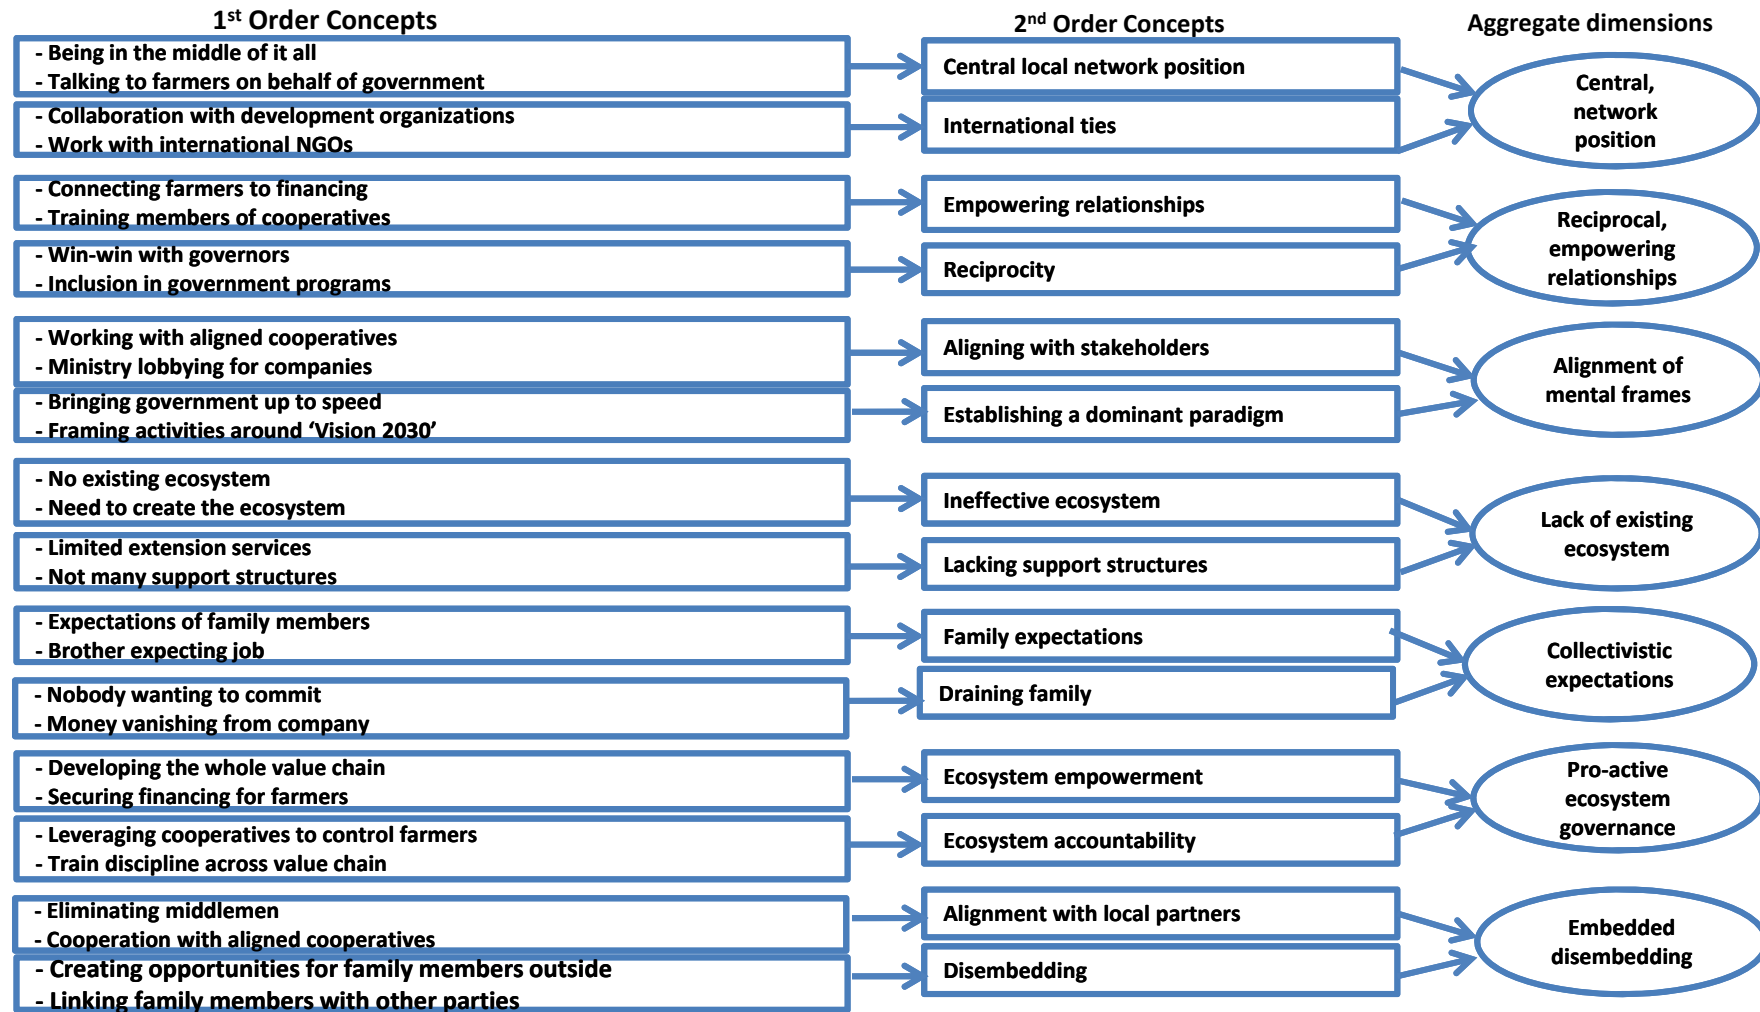 1st Order Concepts
2nd Order Concepts
Aggregate dimensions
- Being in the middle of it all
- Talking to farmers on behalf of government
Central local network position
- Collaboration with development organizations
- Work with international NGOs
International ties
Central,
network
position
- Connecting farmers to financing
- Training members of cooperatives
Empowering relationships
- Win-win with governors
- Inclusion in government programs
Reciprocity
Reciprocal,
empowering
relationships
- Working with aligned cooperatives
- Ministry lobbying for companies
Aligning with stakeholders
- Bringing government up to speed
- Framing activities around ‘Vision 2030’
Establishing a dominant paradigm
Alignment of
mental frames
- No existing ecosystem
- Need to create the ecosystem
Ineffective ecosystem
- Limited extension services
- Not many support structures
Lacking support structures
Lack of existing
ecosystem
- Expectations of family members
- Brother expecting job
Family expectations
- Nobody wanting to commit
- Money vanishing from company
Draining family
Collectivistic
expectations
- Developing the whole value chain
- Securing financing for farmers
Ecosystem empowerment
- Leveraging cooperatives to control farmers
- Train discipline across value chain
Ecosystem accountability
Pro-active
ecosystem
governance
- Eliminating middlemen
- Cooperation with aligned cooperatives
Alignment with local partners
- Creating opportunities for family members outside
- Linking family members with other parties
Disembedding
Embedded
disembedding